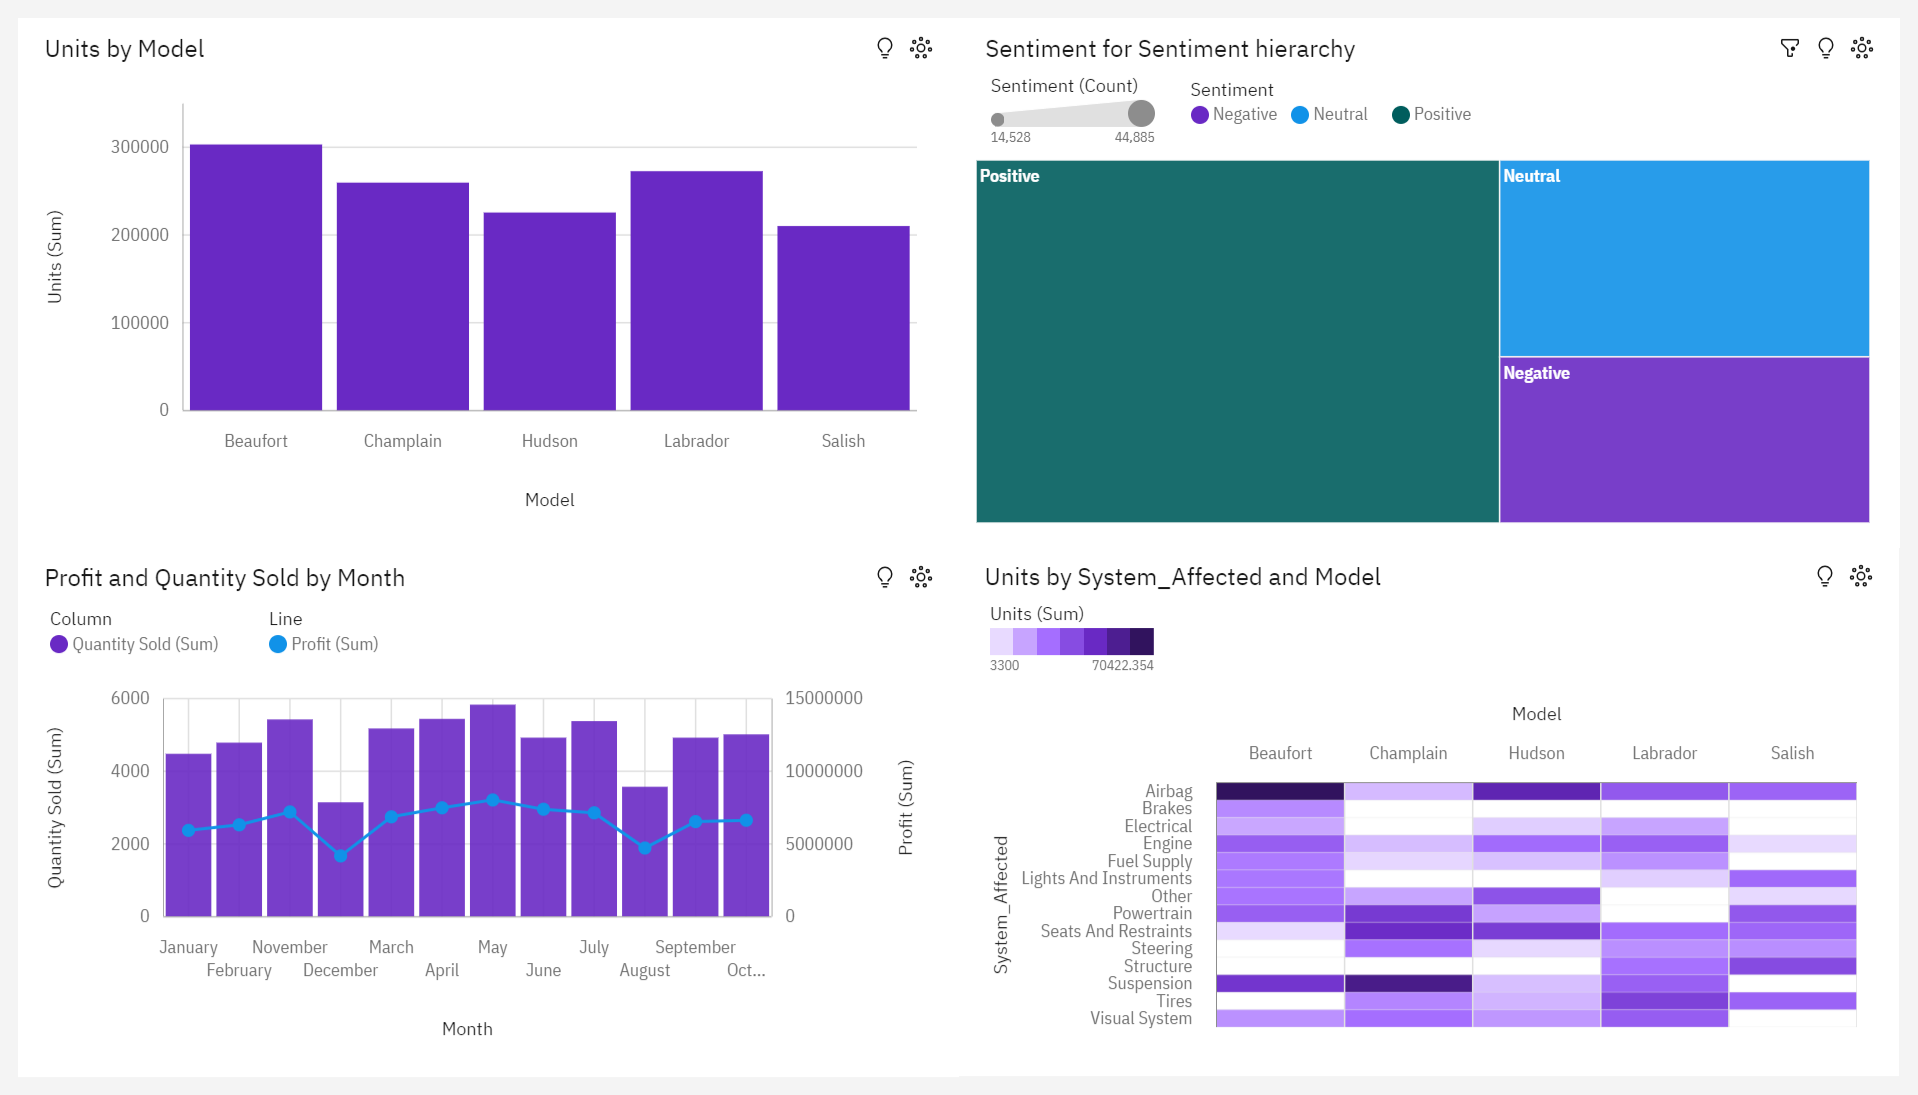 Units by Model
300000
200000
100000
0
Units (Sum)
Beaufort Champlain Hudson Labrador Salish
Model
Sentiment for Sentiment hierarchy
Sentiment (Count)
14,528 44,885
Sentiment
Negative Neutral Positive
Positive
Neutral
Negative
Profit and Quantity Sold by Month
Column
Quantity Sold (Sum)
Line
Profit (Sum)
6000
4000
2000
0
Quantity Sold (Sum)
15000000
10000000
5000000
0
Profit (Sum)
January November March May July September
February December April June August Oct...
Month
Units by System_Affected and Model
Units (Sum)
3300 70422.354
Model
Beaufort Champlain Hudson Labrador Salish
System_Affected
Airbag
Brakes
Electrical
Engine
Fuel Supply
Lights And Instruments
Other
Powertrain
Seats And Restraints
Steering
Structure
Suspension
Tires
Visual System